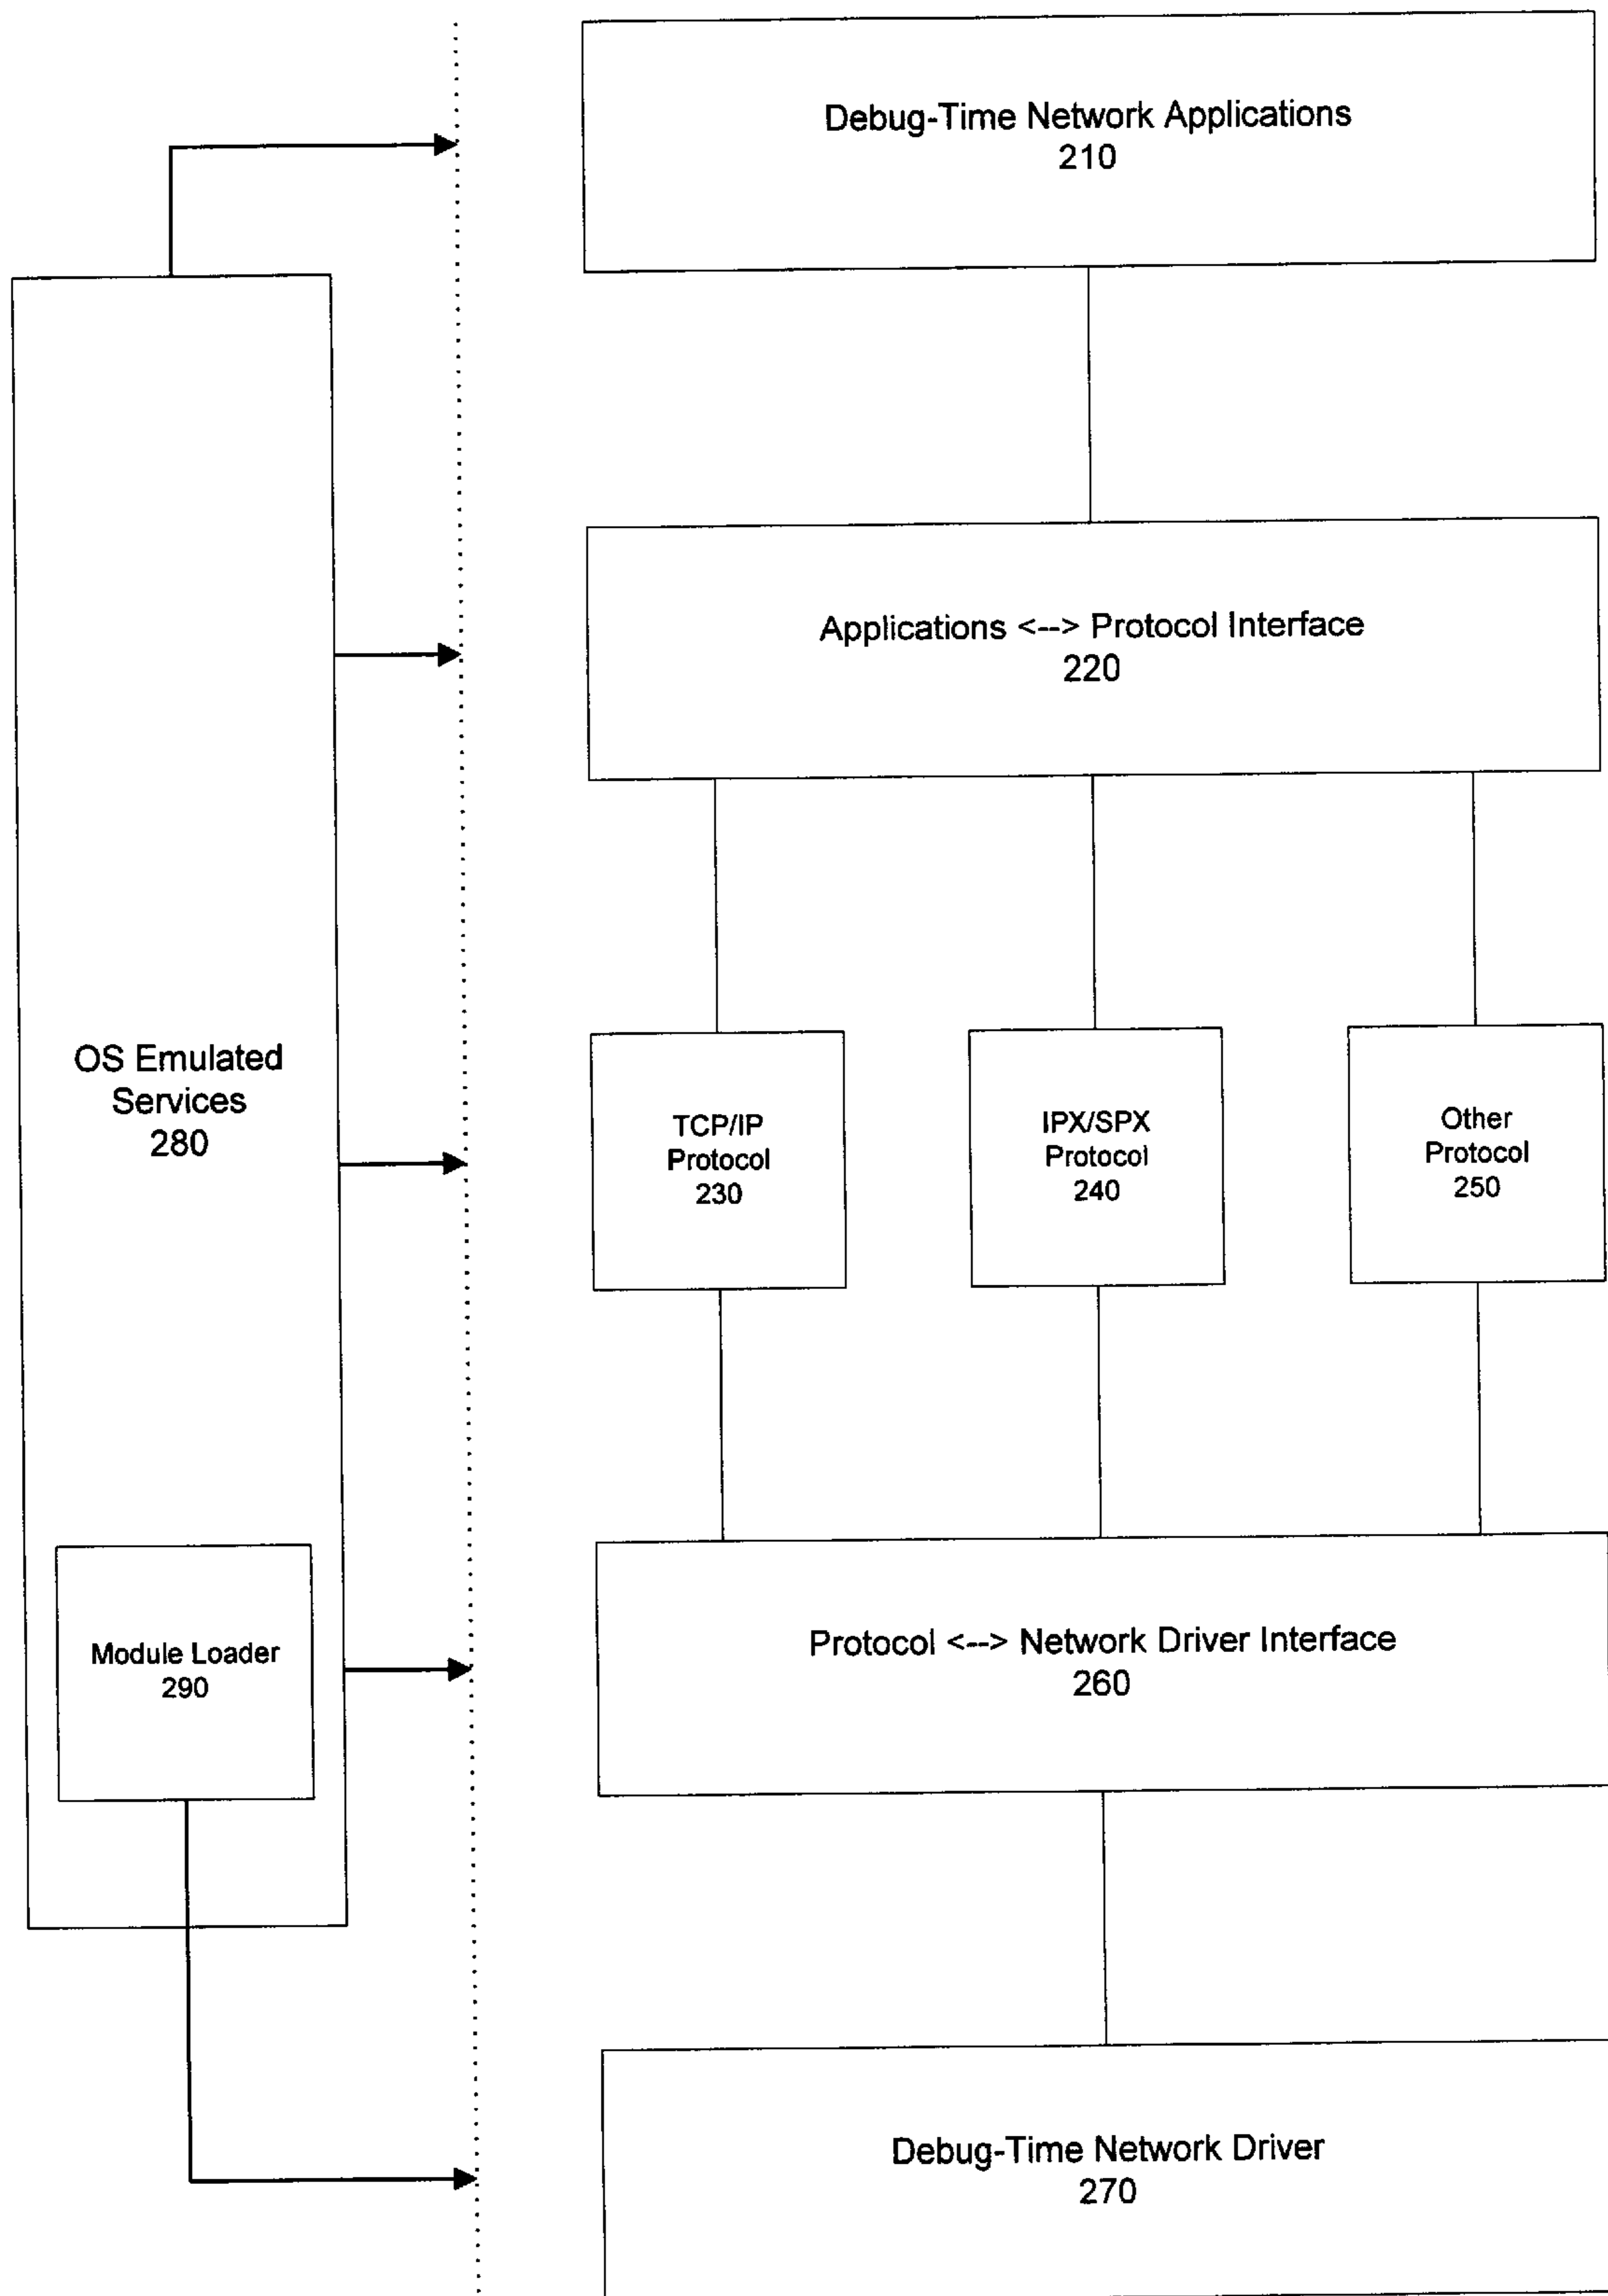 Debug-Time Network Applications
210
Applications <--> Protocol Interface
220
OS Emulated
Services
280
TCP/IP
Protocol
230
IPX/SPX
Protocol
240
Other
Protocol
250
Module Loader
290
Protocol <--> Network Driver Interface
260
Debug-Time Network Driver
270